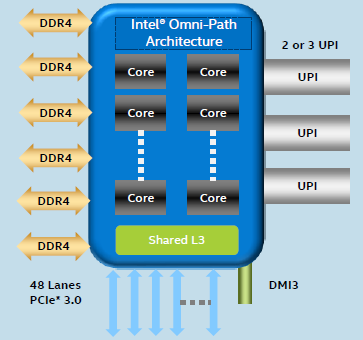 DDR4
Intel® Omni-Path
Architecture
2 or 3 UPI
DDR4
Core
Core
UPI
DDR4
Core
Core
DDR4
UPI
DDR4
UPI
Core
Core
DDR4
Shared L3
48 Lanes
PCIe* 3.0
DMI3